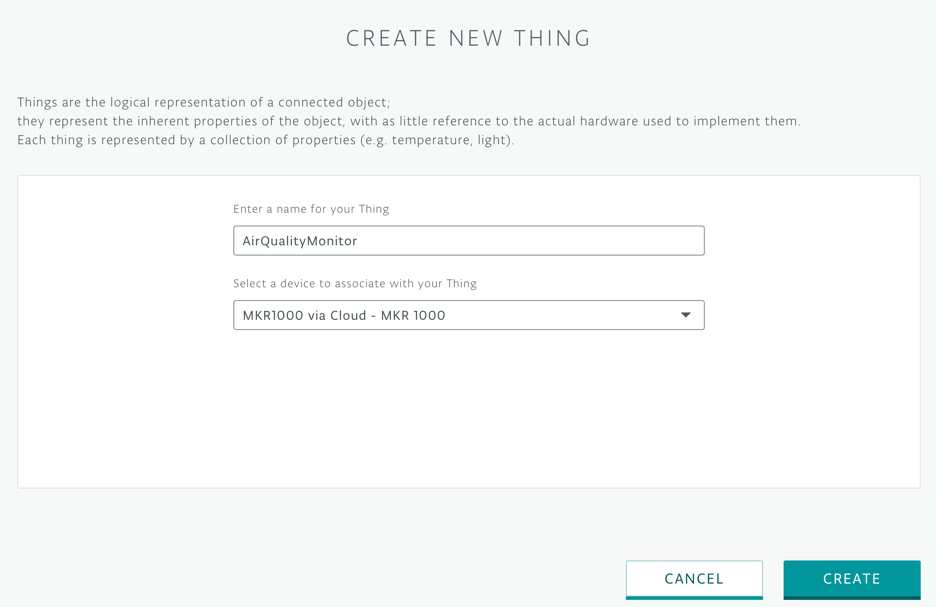 CREATE NEW THING
Things are the logical representation of a connected object;
they represent the inherent properties of the object, with as little reference to the actual hardware used to implement them.
Each thing is represented by a collection of properties (e.g. temperature, light).
Enter a name for your Thing
AirQualityMonitor
Select a device to associate with your Thing
MKR1000 via Cloud - MKR 1000
CANCEL
CREATE